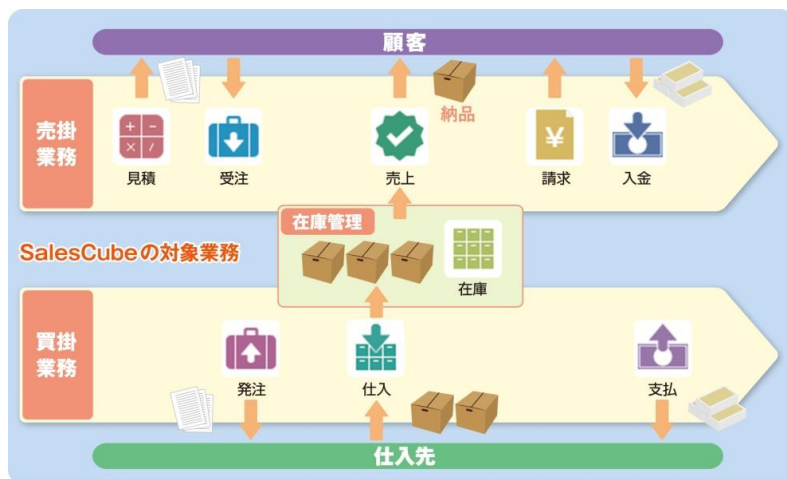 顧客
納品
売掛
業務
見積
受注
売上
請求
入金
在庫管理
在庫
SalesCubeの対象業務
買掛
業務
発注
仕入
支払
仕入先